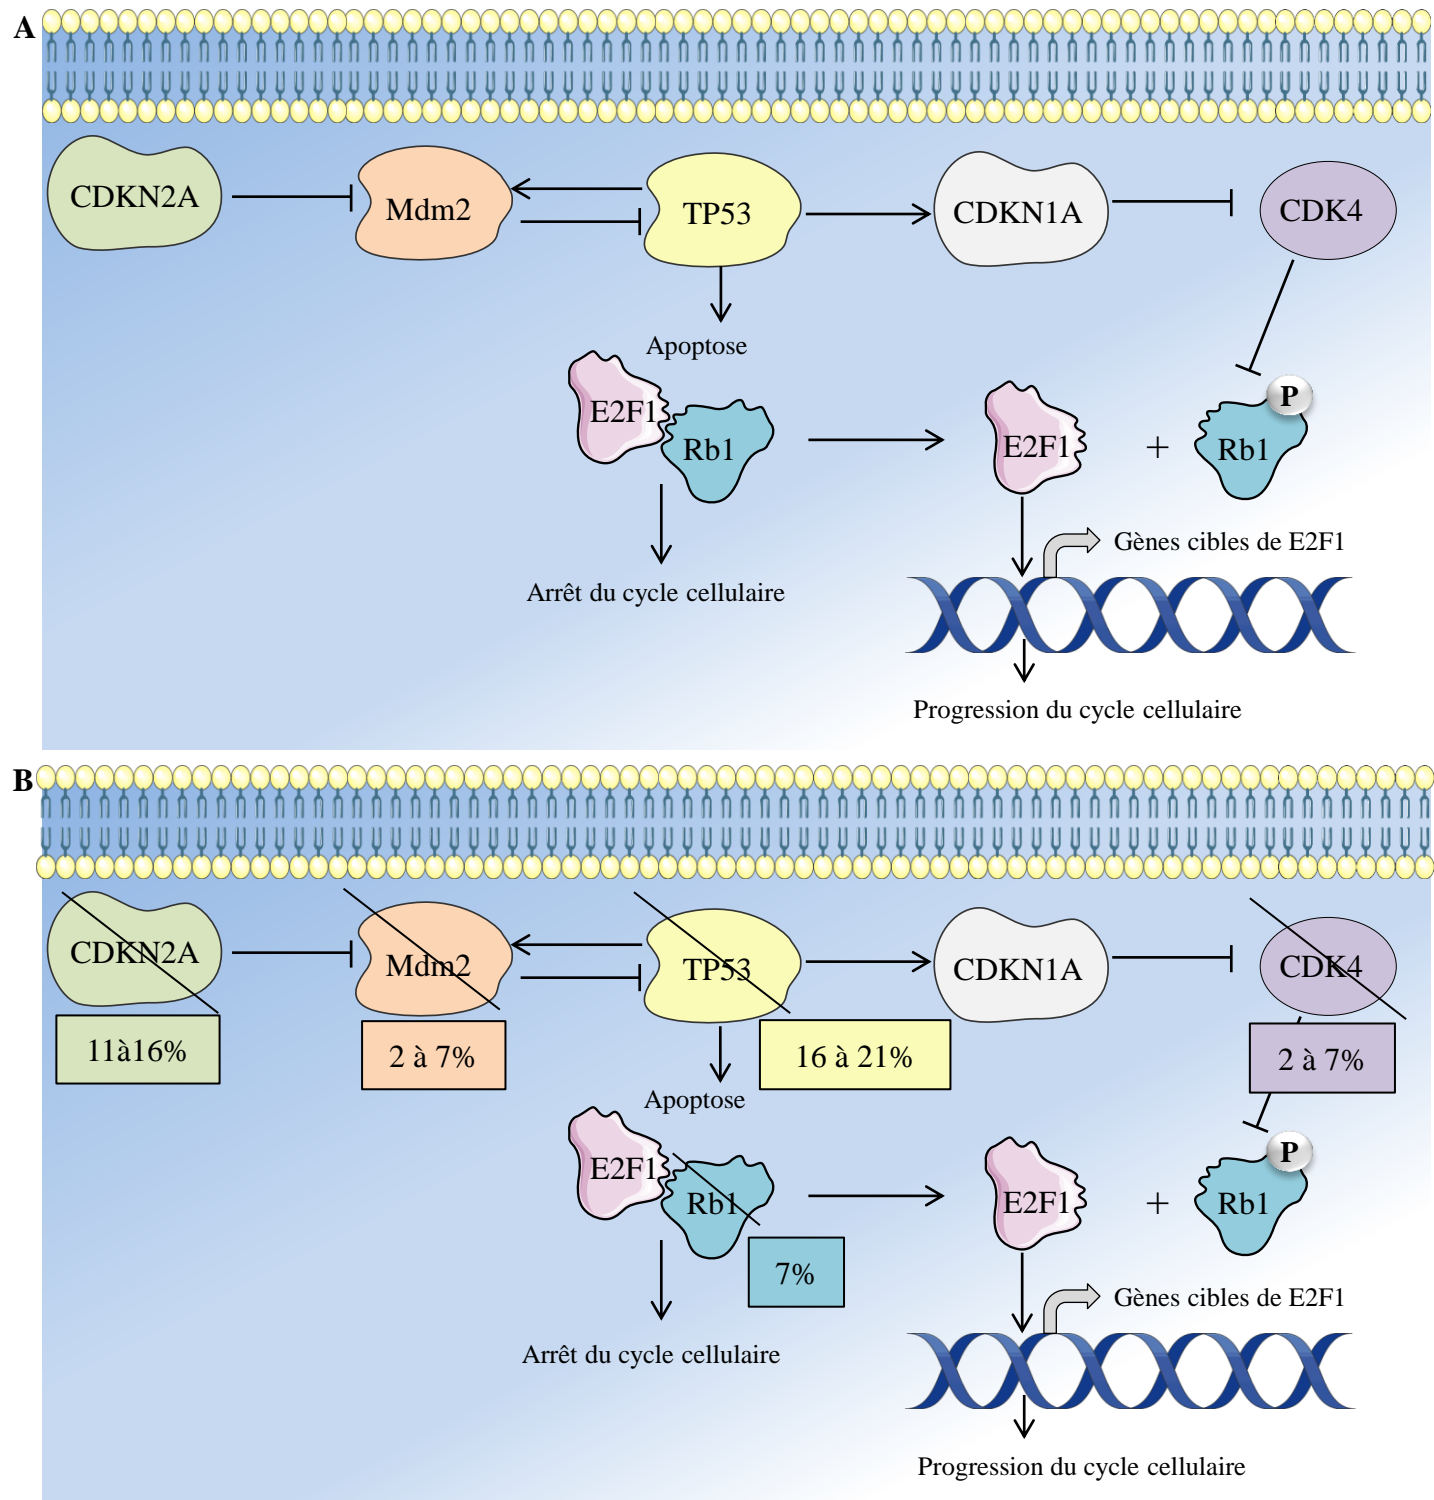 A
CDKN2A
Mdm2
TP53
CDKN1A
CDK4
Apoptose
E2F1
Rb1
E2F1
+
P
Rb1
Gènes cibles de E2F1
Arrêt du cycle cellulaire
Progression du cycle cellulaire
B
CDKN2A
Mdm2
TP53
CDKN1A
CDK4
11à16%
2 à 7%
16 à 21%
2 à 7%
Apoptose
E2F1
Rb1
E2F1
+
P
Rb1
7%
Gènes cibles de E2F1
Arrêt du cycle cellulaire
Progression du cycle cellulaire